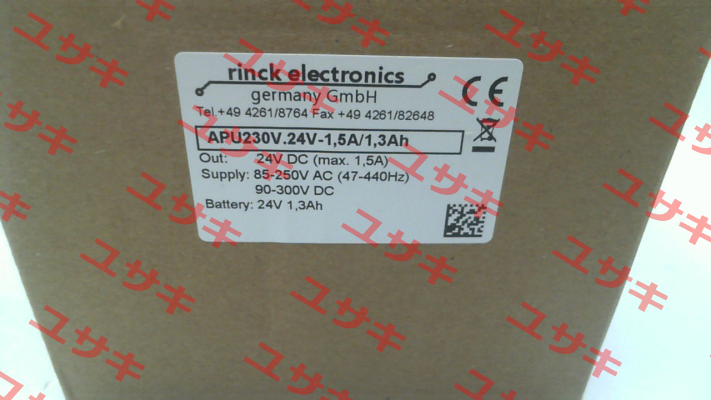 rinck electronics
germany GmbH
Tel.+49 4261/8764 Fax +49 4261/82648
APU230V.24V-1,5A/1,3Ah
Out: 24V DC (max. 1,5A)
Supply: 85-250V AC (47-440Hz)
90-300V DC
Battery: 24V 1,3Ah
CE
ユサキ